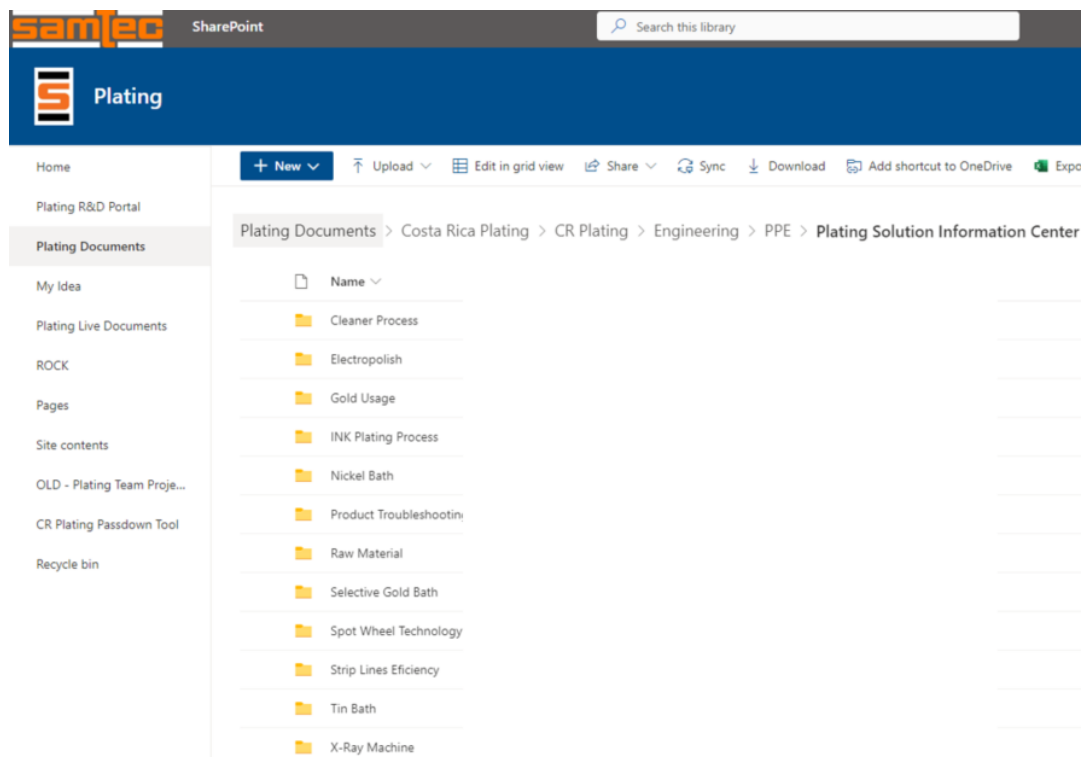 samtec SharePoint Search this library
Plating
Home
Plating R&D Portal
Plating Documents
My Idea
Plating Live Documents
ROCK
Pages
Site contents
OLD - Plating Team Proje...
CR Plating Passdown Tool
Recycle bin
New Upload Edit in grid view Share Sync Download Add shortcut to OneDrive Expo
Plating Documents > Costa Rica Plating > CR Plating > Engineering > PPE > Plating Solution Information Center
Name
Cleaner Process
Electropolish
Gold Usage
INK Plating Process
Nickel Bath
Product Troubleshooting
Raw Material
Selective Gold Bath
Spot Wheel Technology
Strip Lines Eficiency
Tin Bath
X-Ray Machine